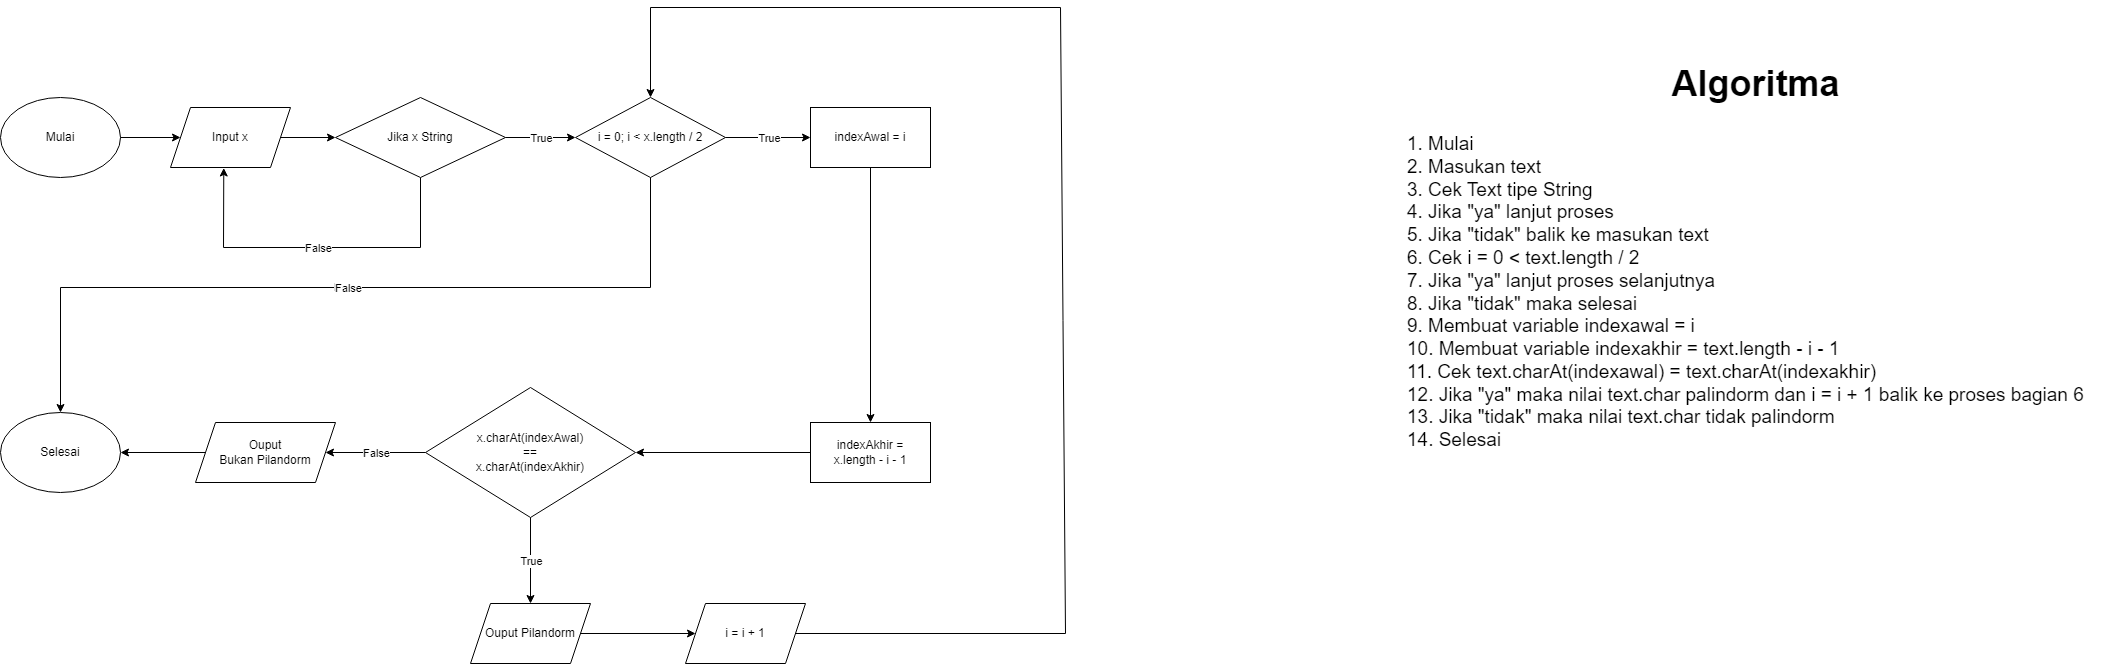 Mulai
Input x
Jika x String
True
i = 0; i < x.length / 2
True
indexAwal = i
False
False
Selesai
Ouput
Bukan Pilandorm
False
x.charAt(indexAwal)
==
x.charAt(indexAkhir)
indexAkhir =
x.length - i - 1
True
Ouput Pilandorm
i = i + 1
Algoritma
1. Mulai
2. Masukan text
3. Cek Text tipe String
4. Jika "ya" lanjut proses
5. Jika "tidak" balik ke masukan text
6. Cek i = 0 < text.length / 2
7. Jika "ya" lanjut proses selanjutnya
8. Jika "tidak" maka selesai
9. Membuat variable indexawal = i
10. Membuat variable indexakhir = text.length - i - 1
11. Cek text.charAt(indexawal) = text.charAt(indexakhir)
12. Jika "ya" maka nilai text.char palindorm dan i = i + 1 balik ke proses bagian 6
13. Jika "tidak" maka nilai text.char tidak palindorm
14. Selesai